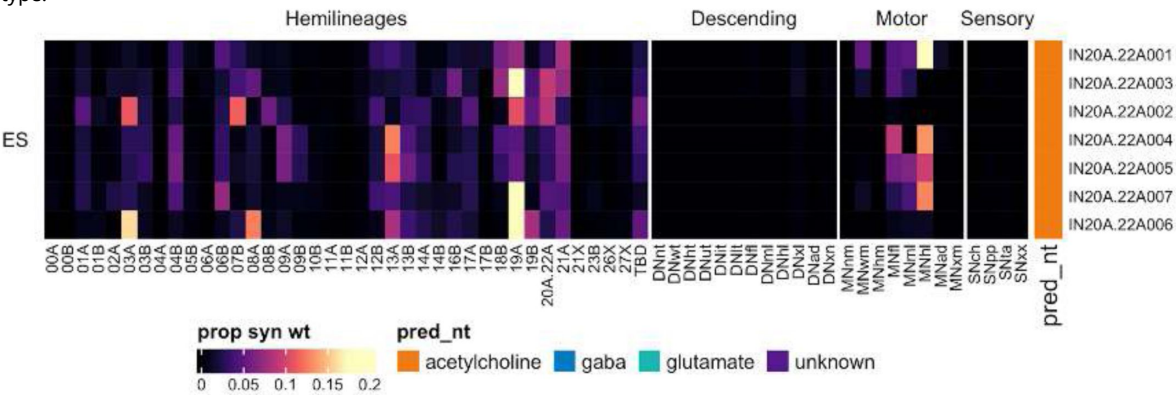 type.
Hemilineages Descending Motor Sensory
IN20A.22A001
IN20A.22A003
IN20A.22A002
ES IN20A.22A004
IN20A.22A005
IN20A.22A007
IN20A.22A006
00A 00B 01A 01B 02A 03A 03B 04A 04B 05B 06A 06B 07B 08A 08B 09A 09B 10B 11A 11B 12A 12B 13A 13B 14A 14B 16B 17A 17B 18B 19A 19B 20A.22A 21A 21X 23B 26X 27X TBD DNnt DNwt DNht DNut DNit DNlt DNfl DNml DNhl DNxl DNad DNxn MNnm MNwm MNhm MNfl MNml MNhl MNad MNxm SNch SNpp SNta SNxx pred_nt
prop syn wt pred_nt
acetylcholine gaba glutamate unknown
0 0.05 0.1 0.15 0.2